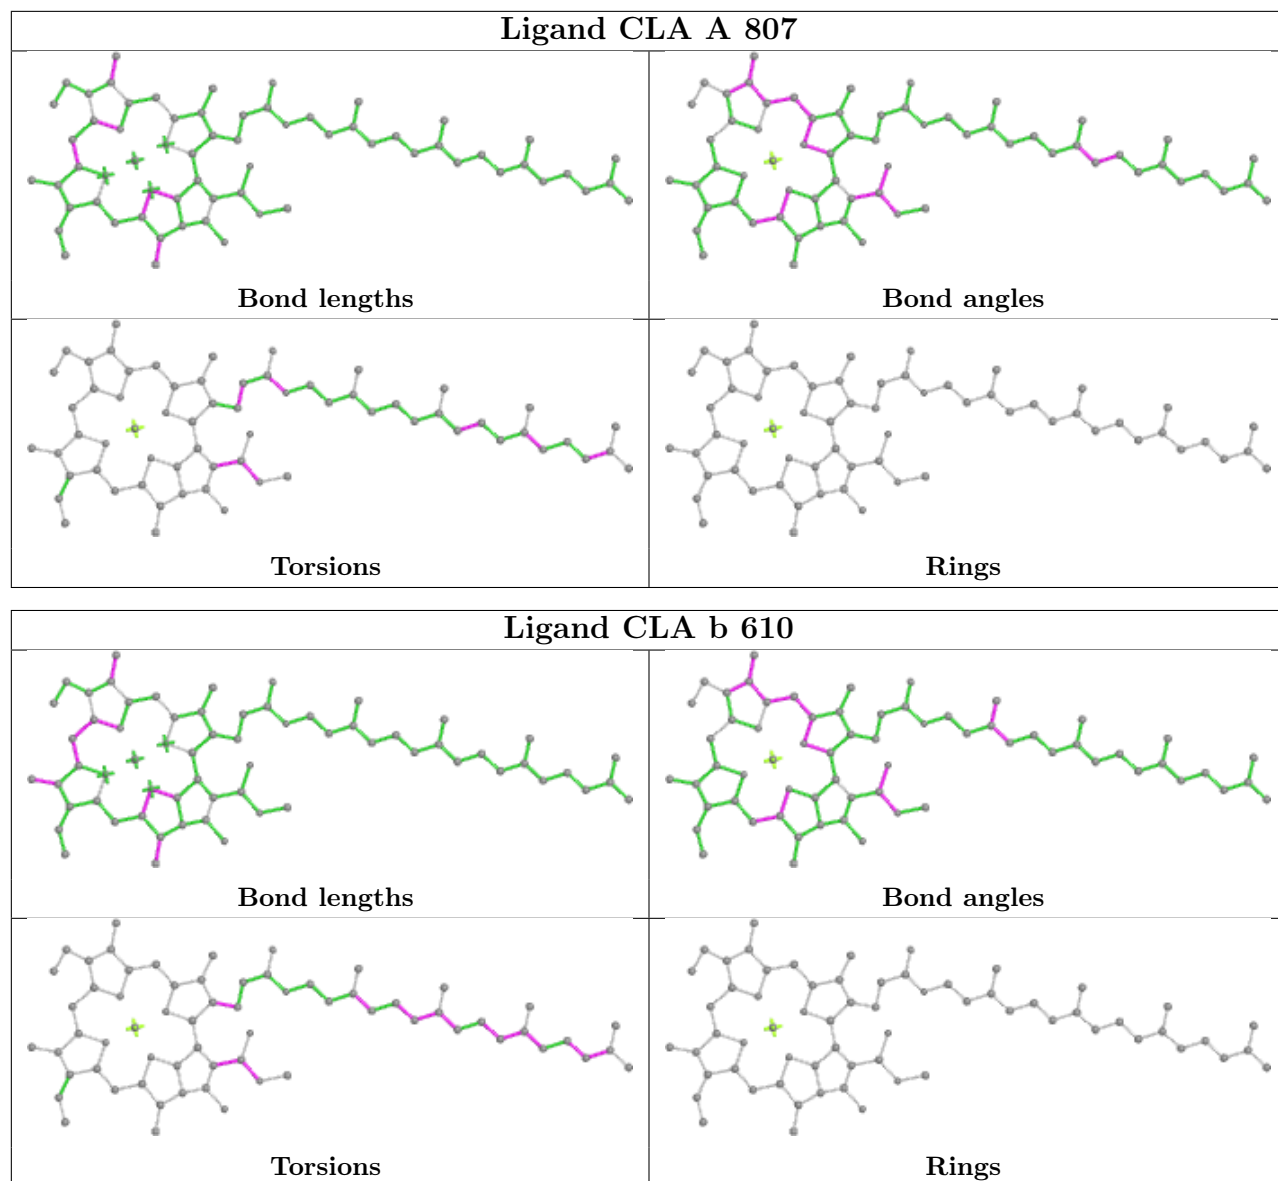 Ligand CLA A 807
Bond lengths
Bond angles
Torsions
Rings
Ligand CLA b 610
Bond lengths
Bond angles
Torsions
Rings